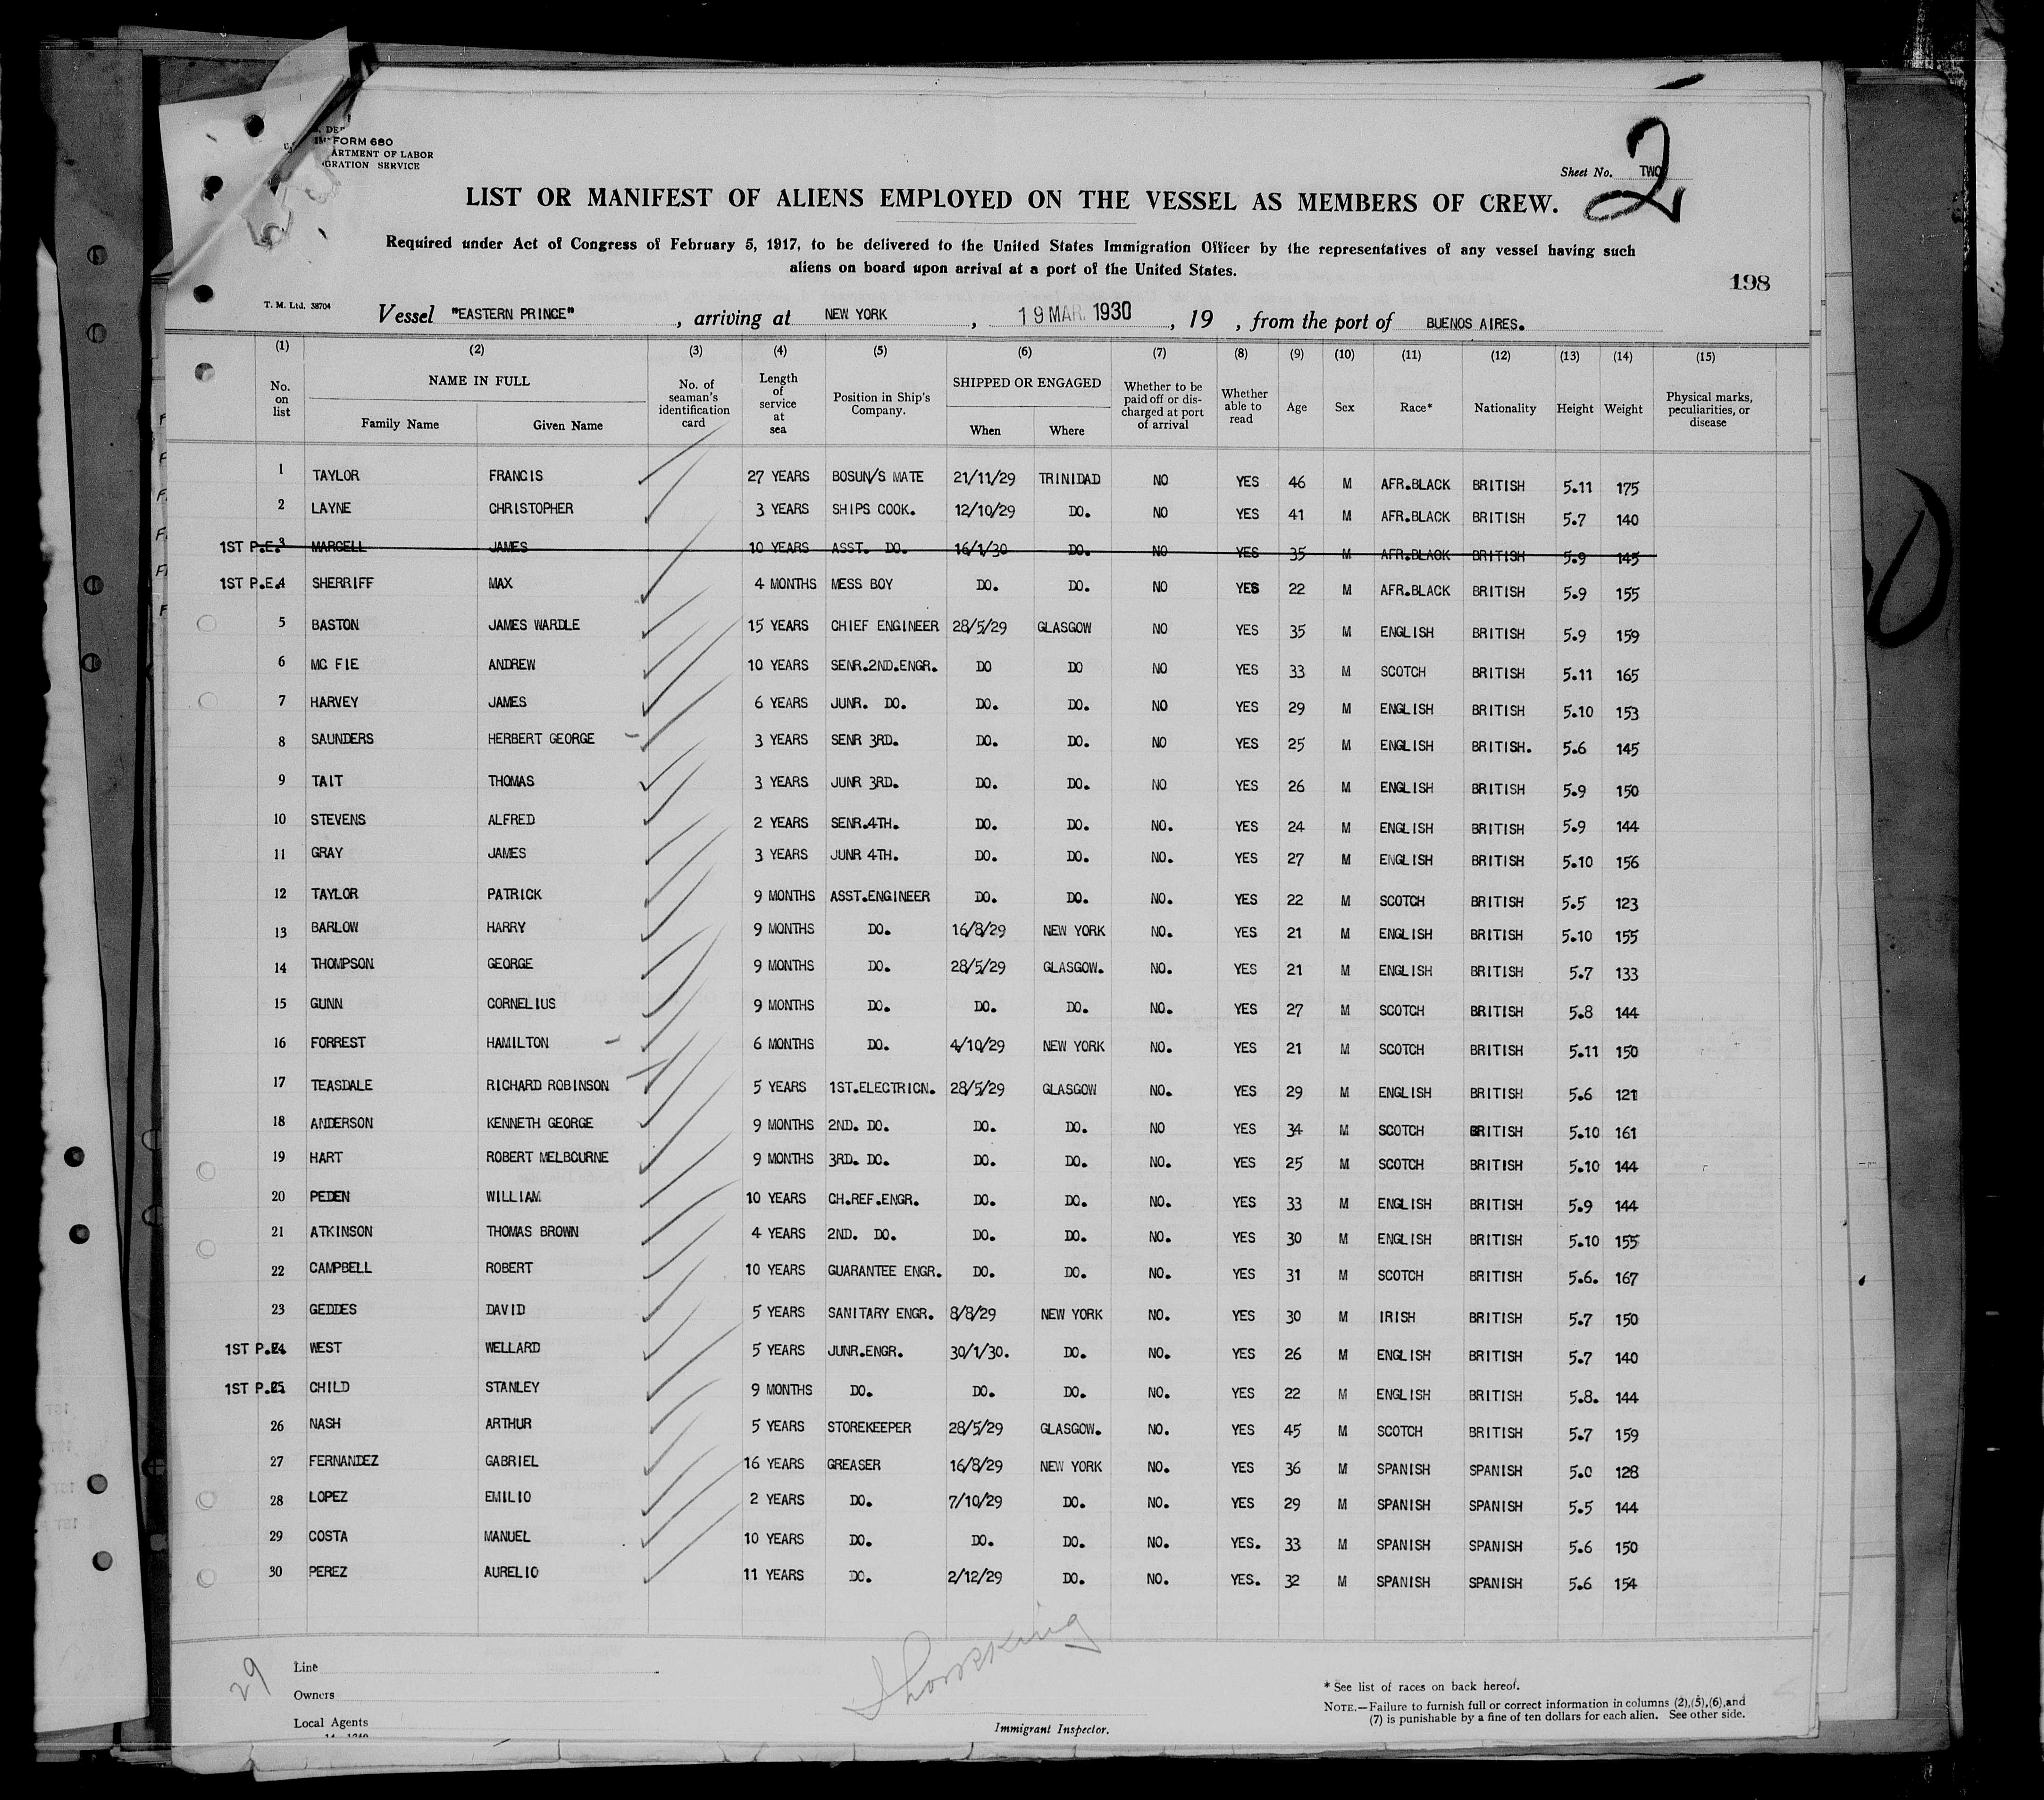 FORM 680
ARTMENT OF LABOR
GRATION SERVICE
Sheet No. TWO
2
LIST OR MANIFEST OF ALIENS EMPLOYED ON THE VESSEL AS MEMBERS OF CREW.
Required under Act of Congress of February 5, 1917, to be delivered to the United States Immigration Officer by the representatives of any vessel having such
aliens on board upon arrival at a port of the United States.
198
T. M. Ltd. 38704 Vessel "EASTERN PRINCE", arriving at NEW YORK, 19 MAR. 1930, 19 , from the port of BUENOS AIRES.
(1) (2) (3) (4) (5) (6) (7) (8) (9) (10) (11) (12) (13) (14) (15)
No. on list NAME IN FULL Family Name Given Name No. of seaman's identification card Length of service at sea Position in Ship's Company. SHIPPED OR ENGAGED When Where Whether to be paid off or discharged at port of arrival Whether able to read Age Sex Race* Nationality Height Weight Physical marks, peculiarities, or disease
1 TAYLOR FRANCIS 27 YEARS BOSUN/S MATE 21/11/29 TRINIDAD NO YES 46 M AFR.BLACK BRITISH 5.11 175
2 LAYNE CHRISTOPHER 3 YEARS SHIPS COOK. 12/10/29 DO. NO YES 41 M AFR.BLACK BRITISH 5.7 140
1ST P.E. 3 MARCELL JAMES 10 YEARS ASST. DO. 16/1/30 DO. NO YES 35 M AFR.BLACK BRITISH 5.9 145
1ST P.E. 4 SHERRIFF MAX 4 MONTHS MESS BOY DO. DO. NO YES 22 M AFR.BLACK BRITISH 5.9 155
5 BASTON JAMES WARDLE 15 YEARS CHIEF ENGINEER 28/5/29 GLASGOW NO YES 35 M ENGLISH BRITISH 5.9 159
6 MC FIE ANDREW 10 YEARS SENR.2ND.ENGR. DO DO NO YES 33 M SCOTCH BRITISH 5.11 165
7 HARVEY JAMES 6 YEARS JUNR. DO. DO. DO. NO YES 29 M ENGLISH BRITISH 5.10 153
8 SAUNDERS HERBERT GEORGE 3 YEARS SENR 3RD. DO. DO. NO YES 25 M ENGLISH BRITISH. 5.6 145
9 TAIT THOMAS 3 YEARS JUNR 3RD. DO. DO. NO YES 26 M ENGLISH BRITISH 5.9 150
10 STEVENS ALFRED 2 YEARS SENR.4TH. DO. DO. NO. YES 24 M ENGLISH BRITISH 5.9 144
11 GRAY JAMES 3 YEARS JUNR 4TH. DO. DO. NO. YES 27 M ENGLISH BRITISH 5.10 156
12 TAYLOR PATRICK 9 MONTHS ASST.ENGINEER DO. DO. NO. YES 22 M SCOTCH BRITISH 5.5 123
13 BARLOW HARRY 9 MONTHS DO. 16/8/29 NEW YORK NO. YES 21 M ENGLISH BRITISH 5.10 155
14 THOMPSON GEORGE 9 MONTHS DO. 28/5/29 GLASGOW. NO. YES 21 M ENGLISH BRITISH 5.7 133
15 GUNN CORNELIUS 9 MONTHS DO. DO. DO. NO. YES 27 M SCOTCH BRITISH 5.8 144
16 FORREST HAMILTON 6 MONTHS DO. 4/10/29 NEW YORK NO. YES 21 M SCOTCH BRITISH 5.11 150
17 TEASDALE RICHARD ROBINSON 5 YEARS 1ST.ELECTRICN. 28/5/29 GLASGOW NO. YES 29 M ENGLISH BRITISH 5.6 121
18 ANDERSON KENNETH GEORGE 9 MONTHS 2ND. DO. DO. DO. NO YES 34 M SCOTCH BRITISH 5.10 161
19 HART ROBERT MELBOURNE 9 MONTHS 3RD. DO. DO. DO. NO. YES 25 M SCOTCH BRITISH 5.10 144
20 PEDEN WILLIAM 10 YEARS CH.REF.ENGR. DO. DO. NO. YES 33 M ENGLISH BRITISH 5.9 144
21 ATKINSON THOMAS BROWN 4 YEARS 2ND. DO. DO. DO. NO. YES 30 M ENGLISH BRITISH 5.10 155
22 CAMPBELL ROBERT 10 YEARS GUARANTEE ENGR. DO. DO. NO. YES 31 M SCOTCH BRITISH 5.6. 167
23 GEDDES DAVID 5 YEARS SANITARY ENGR. 8/8/29 NEW YORK NO. YES 30 M IRISH BRITISH 5.7 150
1ST P.E. 24 WEST WELLARD 5 YEARS JUNR.ENGR. 30/1/30. DO. NO. YES 26 M ENGLISH BRITISH 5.7 140
1ST P.E. 25 CHILD STANLEY 9 MONTHS DO. DO. DO. NO. YES 22 M ENGLISH BRITISH 5.8. 144
26 NASH ARTHUR 5 YEARS STOREKEEPER 28/5/29 GLASGOW. NO. YES 45 M SCOTCH BRITISH 5.7 159
27 FERNANDEZ GABRIEL 16 YEARS GREASER 16/8/29 NEW YORK NO. YES 36 M SPANISH SPANISH 5.0 128
28 LOPEZ EMILIO 2 YEARS DO. 7/10/29 DO. NO. YES 29 M SPANISH SPANISH 5.5 144
29 COSTA MANUEL 10 YEARS DO. DO. DO. NO. YES. 33 M SPANISH SPANISH 5.6 150
30 PEREZ AURELIO 11 YEARS DO. 2/12/29 DO. NO. YES. 32 M SPANISH SPANISH 5.6 154
29
Line
Owners
Local Agents
Immigrant Inspector.
* See list of races on back hereof.
NOTE.—Failure to furnish full or correct information in columns (2),(5),(6),and
(7) is punishable by a fine of ten dollars for each alien. See other side.